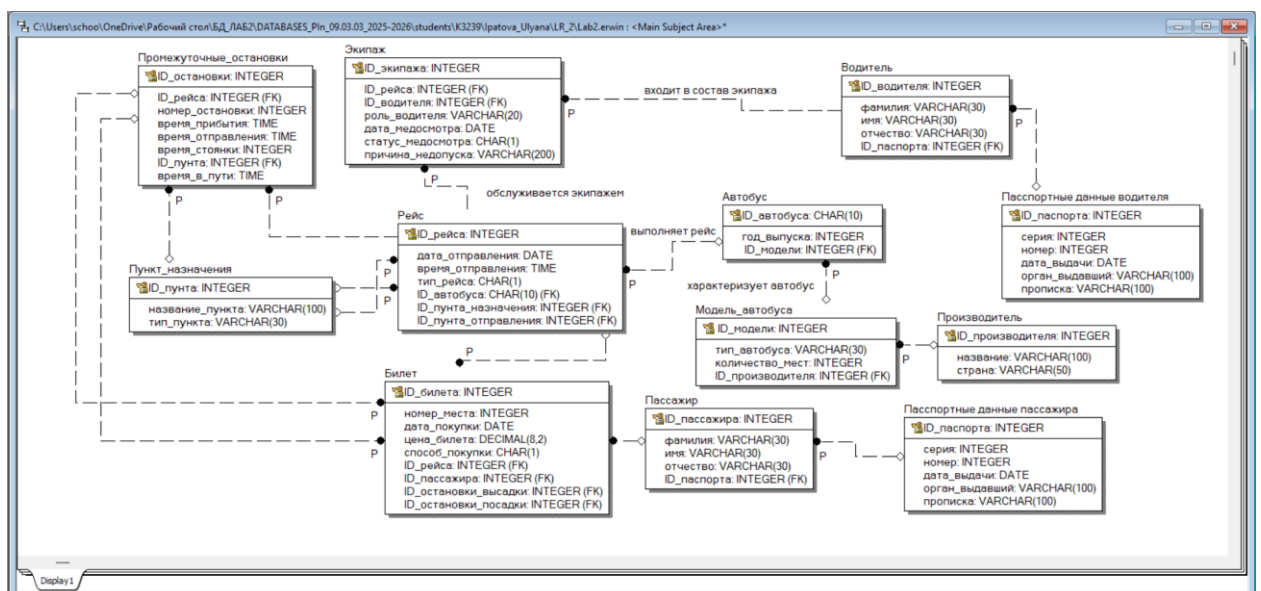 C:\Users\schoo\OneDrive\Рабочий стол\БД_ЛАБ2\DATABASES_PIn_09.03.03_2025-2026\students\K3239\Ipatova_Ulyana\LR_2\Lab2.erwin : <Main Subject Area>*
Промежуточные_остановки
ID_остановки: INTEGER
ID_рейса: INTEGER (FK)
номер_остановки: INTEGER
время_прибытия: TIME
время_отправления: TIME
время_стоянки: INTEGER
ID_пунта: INTEGER (FK)
время_в_пути: TIME
P
P
Экипаж
ID_экипажа: INTEGER
ID_рейса: INTEGER (FK)
ID_водителя: INTEGER (FK)
роль_водителя: VARCHAR(20)
дата_медосмотра: DATE
статус_медосмотра: CHAR(1)
причина_недопуска: VARCHAR(200)
P
входит в состав экипажа
P
обслуживается экипажем
Водитель
ID_водителя: INTEGER
фамилия: VARCHAR(30)
имя: VARCHAR(30)
отчество: VARCHAR(30)
ID_паспорта: INTEGER (FK)
P
Пасспортные данные водителя
ID_паспорта: INTEGER
серия: INTEGER
номер: INTEGER
дата_выдачи: DATE
орган_выдавший: VARCHAR(100)
прописка: VARCHAR(100)
Автобус
ID_автобуса: CHAR(10)
год_выпуска: INTEGER
ID_модели: INTEGER (FK)
P
выполняет рейс
P
характеризует автобус
Рейс
ID_рейса: INTEGER
дата_отправления: DATE
время_отправления: TIME
тип_рейса: CHAR(1)
ID_автобуса: CHAR(10) (FK)
ID_пунта_назначения: INTEGER (FK)
ID_пунта_отправления: INTEGER (FK)
P
P
Пункт_назначения
ID_пунта: INTEGER
название_пункта: VARCHAR(100)
тип_пункта: VARCHAR(30)
Модель_автобуса
ID_модели: INTEGER
тип_автобуса: VARCHAR(30)
количество_мест: INTEGER
ID_производителя: INTEGER (FK)
P
Производитель
ID_производителя: INTEGER
название: VARCHAR(100)
страна: VARCHAR(50)
P
Билет
ID_билета: INTEGER
номер_места: INTEGER
дата_покупки: DATE
цена_билета: DECIMAL(8,2)
способ_покупки: CHAR(1)
ID_рейса: INTEGER (FK)
ID_пассажира: INTEGER (FK)
ID_остановки_высадки: INTEGER (FK)
ID_остановки_посадки: INTEGER (FK)
P
P
Пассажир
ID_пассажира: INTEGER
фамилия: VARCHAR(30)
имя: VARCHAR(30)
отчество: VARCHAR(30)
ID_паспорта: INTEGER (FK)
P
Пасспортные данные пассажира
ID_паспорта: INTEGER
серия: INTEGER
номер: INTEGER
дата_выдачи: DATE
орган_выдавший: VARCHAR(100)
прописка: VARCHAR(100)
Display1